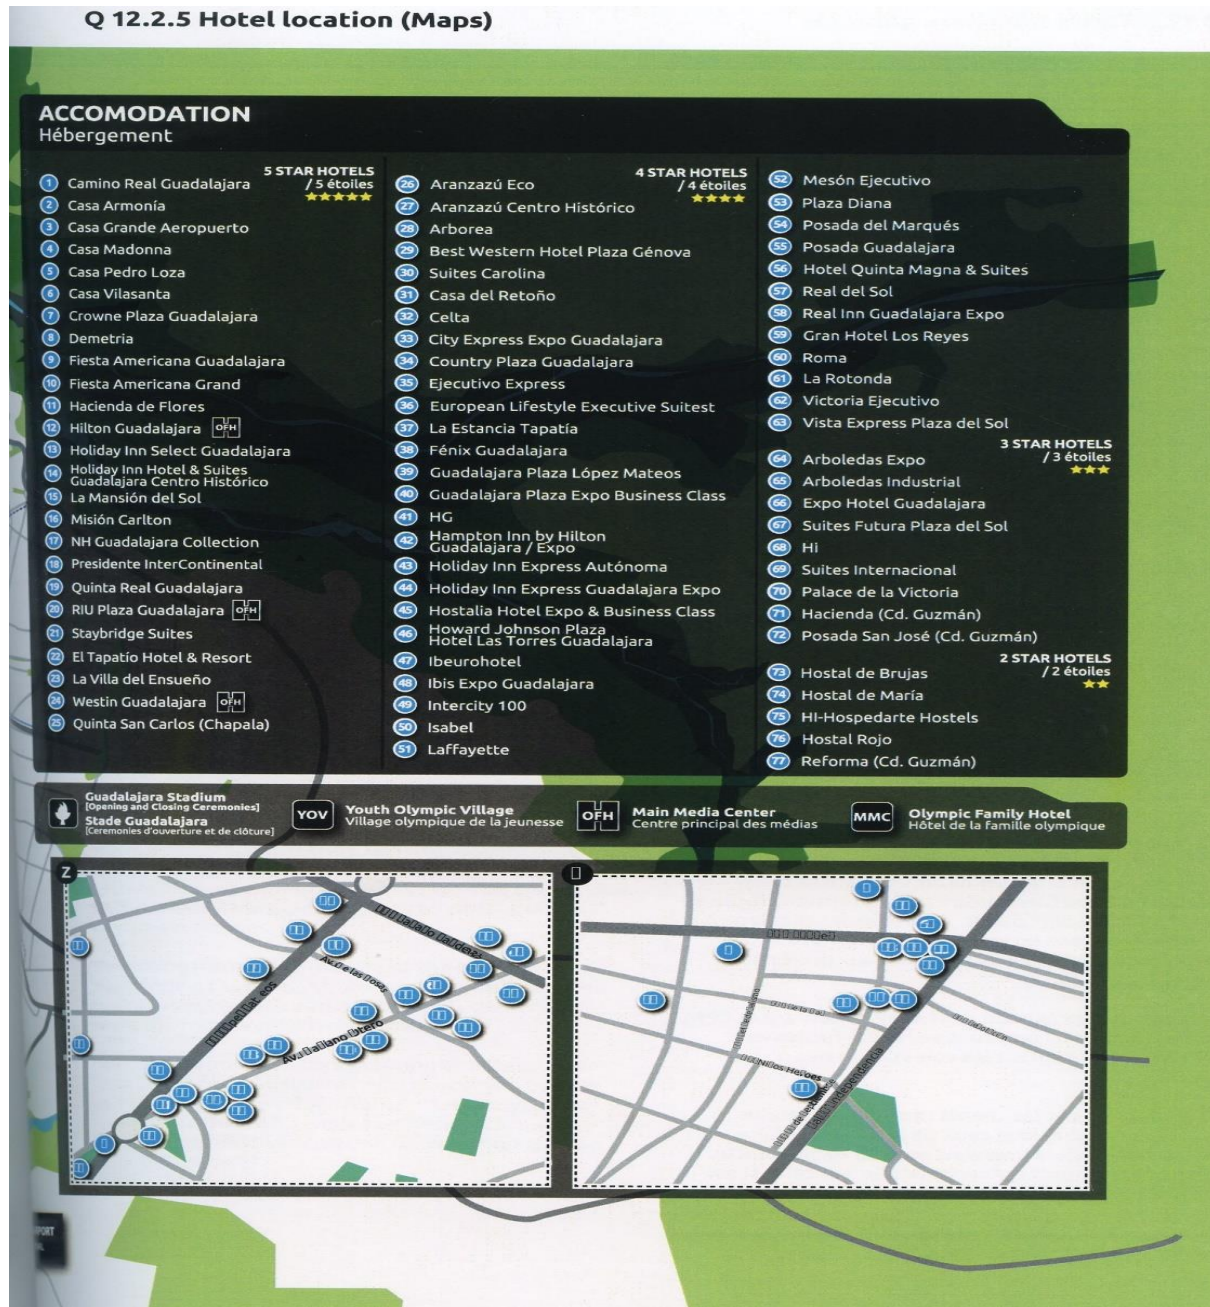 Q 12.2.5 Hotel location (Maps)
ACCOMODATION
Hébergement
5 STAR HOTELS
/ 5 étoiles
1 Camino Real Guadalajara
2 Casa Armonía
3 Casa Grande Aeropuerto
4 Casa Madonna
5 Casa Pedro Loza
6 Casa Vilasanta
7 Crowne Plaza Guadalajara
8 Demetria
9 Fiesta Americana Guadalajara
10 Fiesta Americana Grand
11 Hacienda de Flores
12 Hilton Guadalajara OFH
13 Holiday Inn Select Guadalajara
14 Holiday Inn Hotel & Suites
Guadalajara Centro Histórico
15 La Mansión del Sol
16 Misión Carlton
17 NH Guadalajara Collection
18 Presidente InterContinental
19 Quinta Real Guadalajara
20 RIU Plaza Guadalajara OFH
21 Staybridge Suites
22 El Tapatío Hotel & Resort
23 La Villa del Ensueño
24 Westin Guadalajara OFH
25 Quinta San Carlos (Chapala)
4 STAR HOTELS
/ 4 étoiles
26 Aranzazú Eco
27 Aranzazú Centro Histórico
28 Arborea
29 Best Western Hotel Plaza Génova
30 Suites Carolina
31 Casa del Retoño
32 Celta
33 City Express Expo Guadalajara
34 Country Plaza Guadalajara
35 Ejecutivo Express
36 European Lifestyle Executive Suitest
37 La Estancia Tapatía
38 Fénix Guadalajara
39 Guadalajara Plaza López Mateos
40 Guadalajara Plaza Expo Business Class
41 HG
42 Hampton Inn by Hilton
Guadalajara / Expo
43 Holiday Inn Express Autónoma
44 Holiday Inn Express Guadalajara Expo
45 Hostalia Hotel Expo & Business Class
46 Howard Johnson Plaza
Hotel Las Torres Guadalajara
47 Ibeurohotel
48 Ibis Expo Guadalajara
49 Intercity 100
50 Isabel
51 Laffayette
52 Mesón Ejecutivo
53 Plaza Diana
54 Posada del Marqués
55 Posada Guadalajara
56 Hotel Quinta Magna & Suites
57 Real del Sol
58 Real Inn Guadalajara Expo
59 Gran Hotel Los Reyes
60 Roma
61 La Rotonda
62 Victoria Ejecutivo
63 Vista Express Plaza del Sol
3 STAR HOTELS
/ 3 étoiles
64 Arboledas Expo
65 Arboledas Industrial
66 Expo Hotel Guadalajara
67 Suites Futura Plaza del Sol
68 Hi
69 Suites Internacional
70 Palace de la Victoria
71 Hacienda (Cd. Guzmán)
72 Posada San José (Cd. Guzmán)
2 STAR HOTELS
/ 2 étoiles
73 Hostal de Brujas
74 Hostal de María
75 HI-Hospedarte Hostels
76 Hostal Rojo
77 Reforma (Cd. Guzmán)
Guadalajara Stadium
[Opening and Closing Ceremonies]
Stade Guadalajara
[Ceremonies d'ouverture et de clôture]
YOV Youth Olympic Village
Village olympique de la jeunesse
OFH Main Media Center
Centre principal des médias
MMC Olympic Family Hotel
Hôtel de la famille olympique
Z